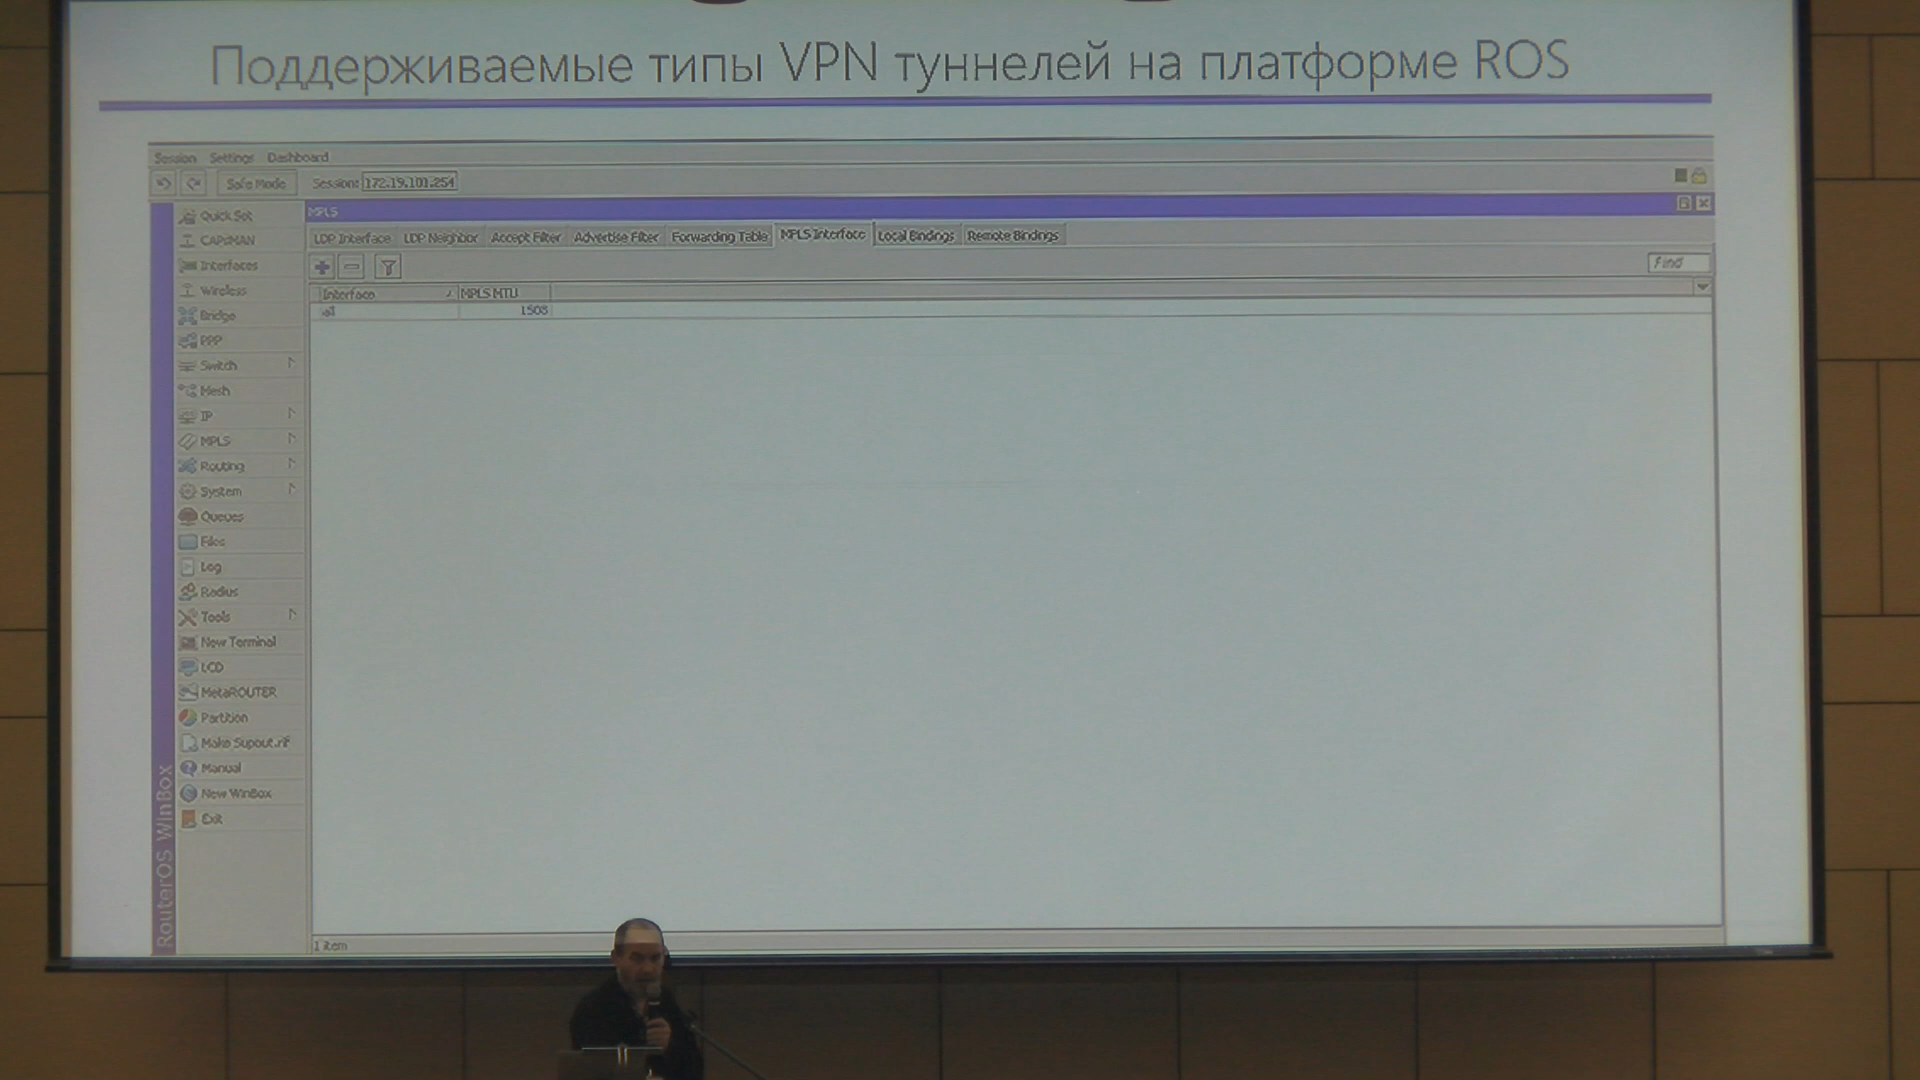 Поддерживаемые типы VPN туннелей на платформе ROS
Session Settings Dashboard
Safe Mode Session: 172.19.101.254
MPLS
LDP Interface LDP Neighbor Accept Filter Advertise Filter Forwarding Table MPLS Interface Local Bindings Remote Bindings
Find
Interface MPLS MTU
all 1508
Quick Set
CAPsMAN
Interfaces
Wireless
Bridge
PPP
Switch
Mesh
IP
MPLS
Routing
System
Queues
Files
Log
Radius
Tools
New Terminal
LCD
MetaROUTER
Partition
Make Supout.rif
Manual
New WinBox
Exit
RouterOS WinBox
1 item